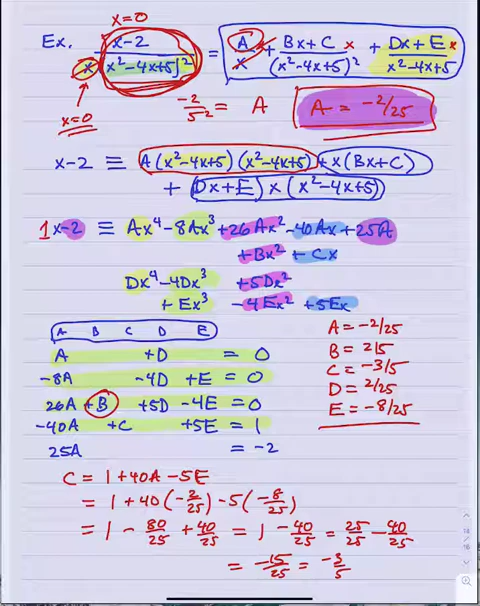 x=0
Ex. x-2 / x(x²-4x+5)² = A/x + Bx+C / (x²-4x+5)² + Dx+E / x²-4x+5
x x
x=0
-2/5² = A
A = -2/25
x-2 ≡ A(x²-4x+5)(x²-4x+5)+x(Bx+C)
+ (Dx+E)x(x²-4x+5)
1x-2 ≡ Ax⁴-8Ax³+26Ax²-40Ax+25A
+Bx² + Cx
Dx⁴-4Dx³ +5Dx²
+ Ex³ -4Ex² +5Ex
A B C D E
A +D = 0
-8A -4D +E = 0
26A +B +5D -4E = 0
-40A +C +5E = 1
25A = -2
A = -2/25
B = 2/5
C = -3/5
D = 2/25
E = -8/25
C = 1+40A-5E
= 1+40(-2/25)-5(-8/25)
= 1 - 80/25 + 40/25 = 1 - 40/25 = 25/25 - 40/25
= -15/25 = -3/5